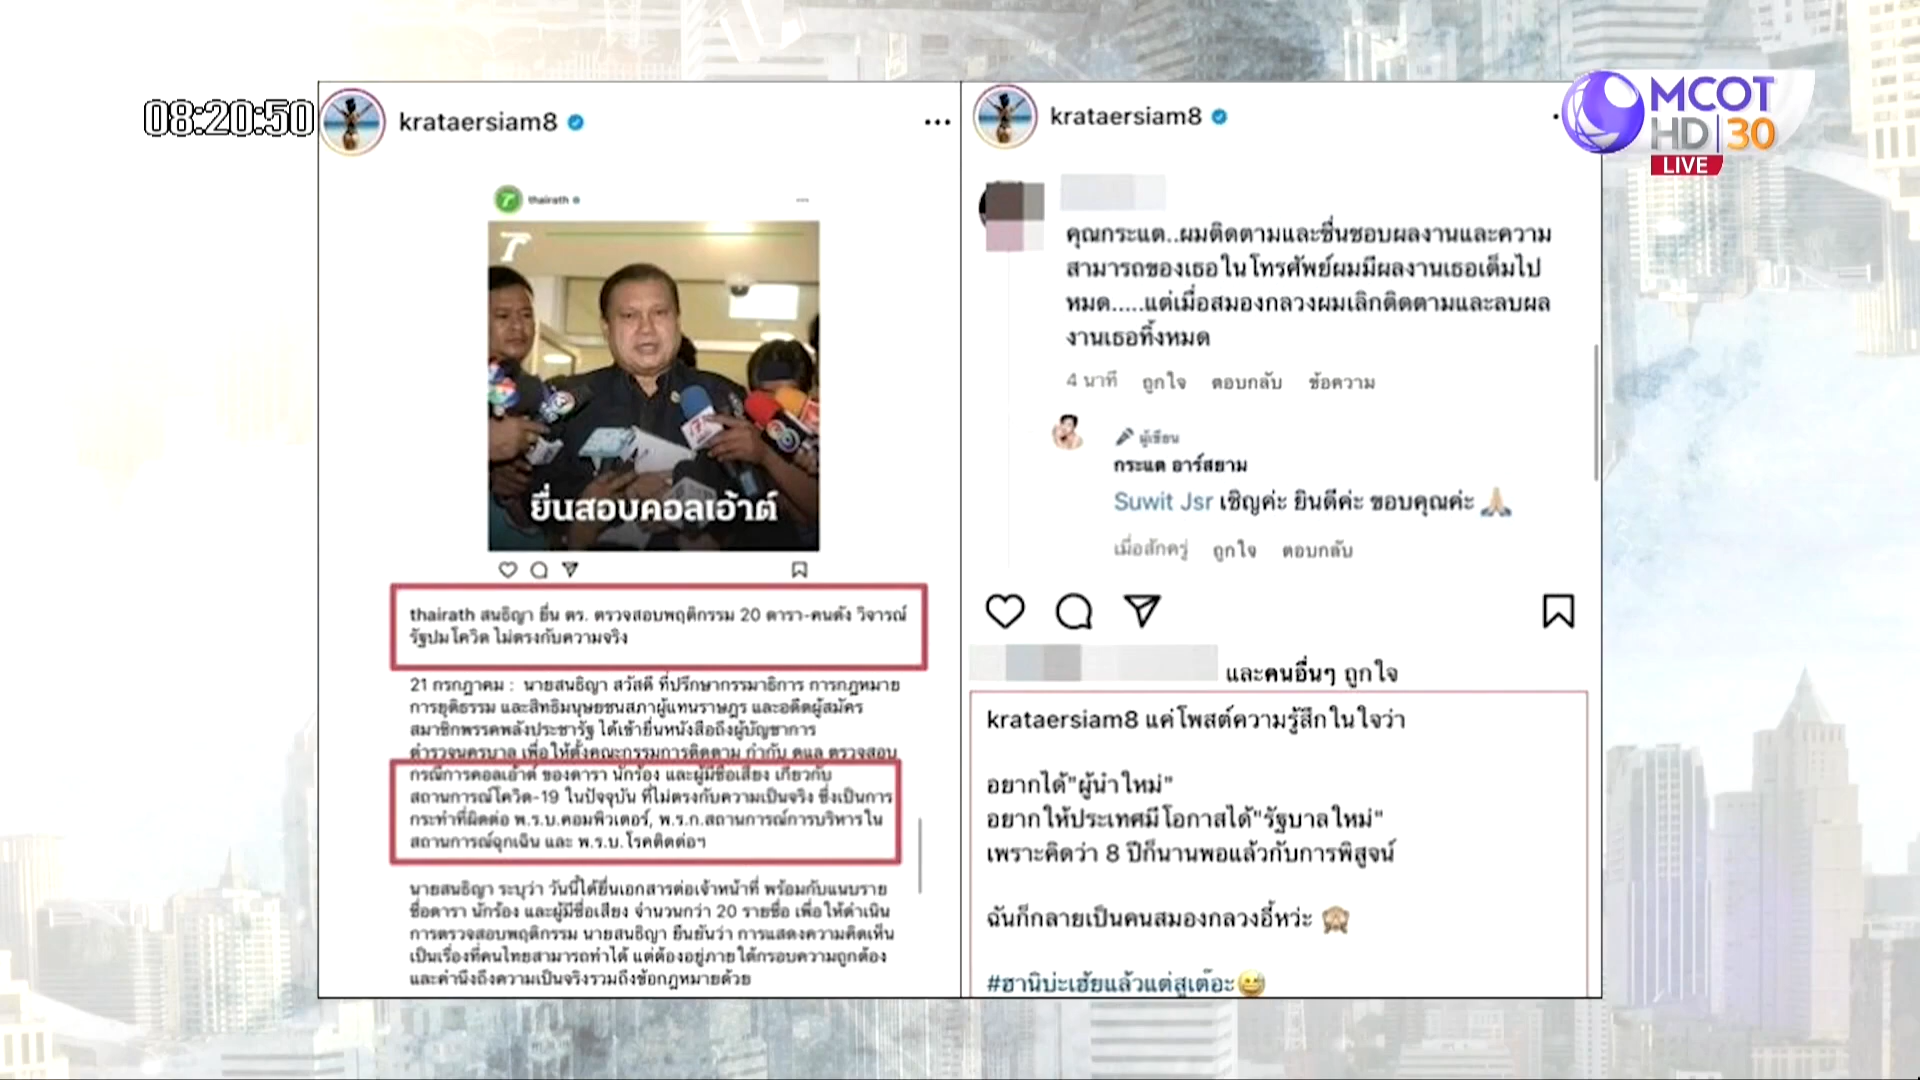 08:20:50
krataersiam8
thairath
ยื่นสอบคอลเอ้าต์
thairath สนธิญา ยื่น ตร. ตรวจสอบพฤติกรรม 20 ดารา-คนดัง วิจารณ์
รัฐปมโควิด ไม่ตรงกับความจริง
21 กรกฎาคม : นายสนธิญา สวัสดี ที่ปรึกษากรรมาธิการ การกฎหมาย
การยุติธรรม และสิทธิมนุษยชนสภาผู้แทนราษฎร และอดีตผู้สมัคร
สมาชิกพรรคพลังประชารัฐ ได้เข้ายื่นหนังสือถึงผู้บัญชาการ
ตำรวจนครบาล เพื่อให้ตั้งคณะกรรมการติดตาม กำกับ ดูแล ตรวจสอบ
กรณีการคอลเอ้าต์ ของดารา นักร้อง และผู้มีชื่อเสียง เกี่ยวกับ
สถานการณ์โควิด-19 ในปัจจุบัน ที่ไม่ตรงกับความเป็นจริง ซึ่งเป็นการ
กระทำที่ผิดต่อ พ.ร.บ.คอมพิวเตอร์, พ.ร.ก.สถานการณ์การบริหารใน
สถานการณ์ฉุกเฉิน และ พ.ร.บ.โรคติดต่อฯ
นายสนธิญา ระบุว่า วันนี้ได้ยื่นเอกสารต่อเจ้าหน้าที่ พร้อมกับแนบราย
ชื่อดารา นักร้อง และผู้มีชื่อเสียง จำนวนกว่า 20 รายชื่อ เพื่อให้ดำเนิน
การตรวจสอบพฤติกรรม นายสนธิญา ยืนยันว่า การแสดงความคิดเห็น
เป็นเรื่องที่คนไทยสามารถทำได้ แต่ต้องอยู่ภายใต้กรอบความถูกต้อง
และคำนึงถึงความเป็นจริงรวมถึงข้อกฎหมายด้วย
krataersiam8
คุณกระแต..ผมติดตามและชื่นชอบผลงานและความ
สามารถของเธอในโทรศัพย์ผมมีผลงานเธอเต็มไป
หมด.....แต่เมื่อสมองกลวงผมเลิกติดตามและลบผล
งานเธอทิ้งหมด
4 นาที ถูกใจ ตอบกลับ ข้อความ
ผู้เขียน
กระแต อาร์สยาม
Suwit Jsr เชิญค่ะ ยินดีค่ะ ขอบคุณค่ะ 🙏🏼
เมื่อสักครู่ ถูกใจ ตอบกลับ
และคนอื่นๆ ถูกใจ
krataersiam8 แค่โพสต์ความรู้สึกในใจว่า
อยากได้"ผู้นำใหม่"
อยากให้ประเทศมีโอกาสได้"รัฐบาลใหม่"
เพราะคิดว่า 8 ปีก็นานพอแล้วกับการพิสูจน์
ฉันก็กลายเป็นคนสมองกลวงอี้หว่ะ 🙈
#ฮานิบ่ะเฮ้ยแล้วแต่สูเต๊อะ😅
MCOT
HD 30
LIVE